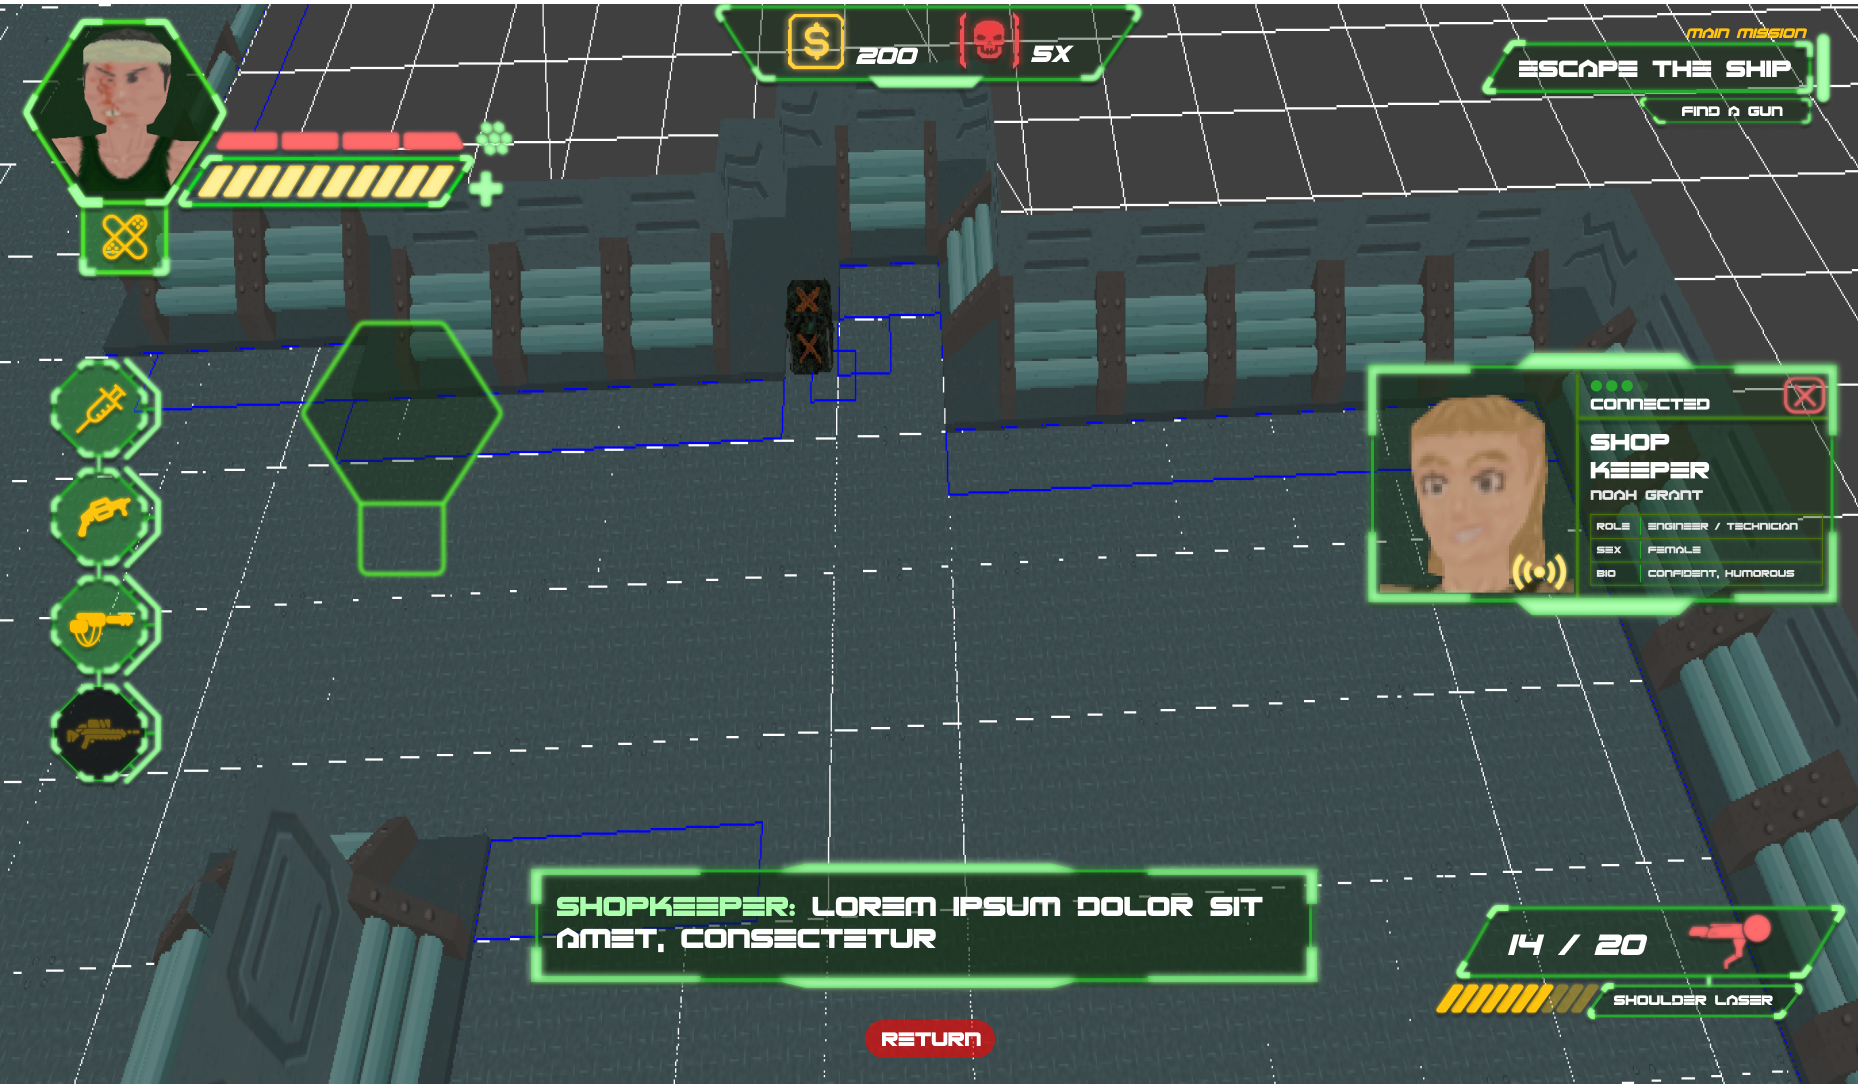 $ 200
5X
MAIN MISSION
ESCAPE THE SHIP
FIND A GUN
CONNECTED
SHOP
KEEPER
NOAH GRANT
ROLE ENGINEER / TECHNICIAN
SEX FEMALE
BIO CONFIDENT, HUMOROUS
SHOPKEEPER: LOREM IPSUM DOLOR SIT
AMET, CONSECTETUR
14 / 20
SHOULDER LASER
RETURN